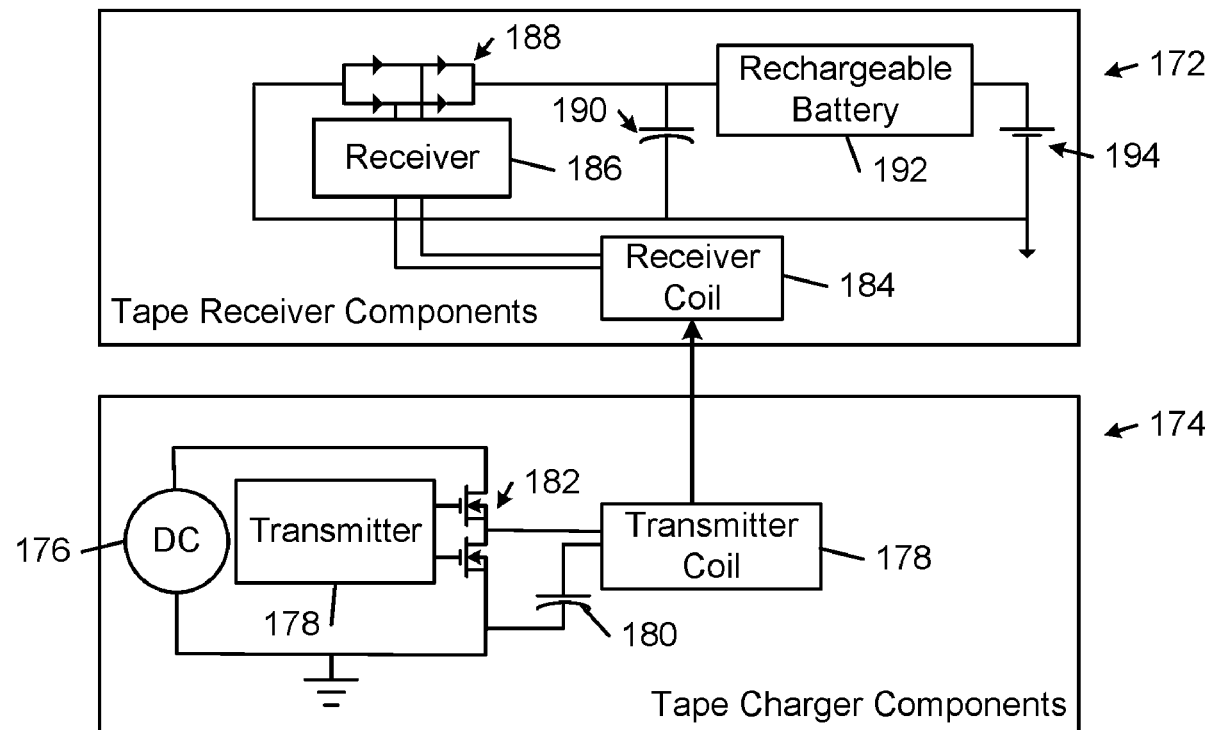 188
172
Rechargeable
Battery
190
Receiver
186
192
194
Receiver
Coil
184
Tape Receiver Components
174
182
176
DC
Transmitter
Transmitter
Coil
178
178
180
Tape Charger Components